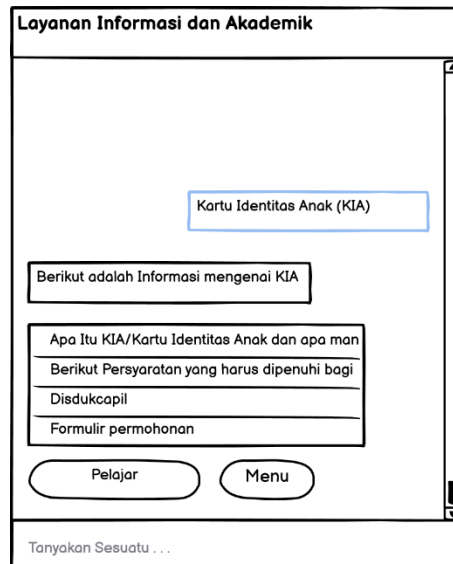 Layanan Informasi dan Akademik
Kartu Identitas Anak (KIA)
Berikut adalah Informasi mengenai KIA
Apa Itu KIA/Kartu Identitas Anak dan apa man
Berikut Persyaratan yang harus dipenuhi bagi
Disdukcapil
Formulir permohonan
Pelajar
Menu
Tanyakan Sesuatu . . .